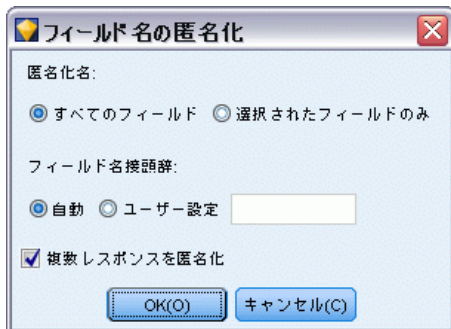 フィールド名の匿名化
匿名化名:
すべてのフィールド 選択されたフィールドのみ
フィールド名接頭辞:
自動 ユーザー設定
複数レスポンスを匿名化
OK(O) キャンセル(C)